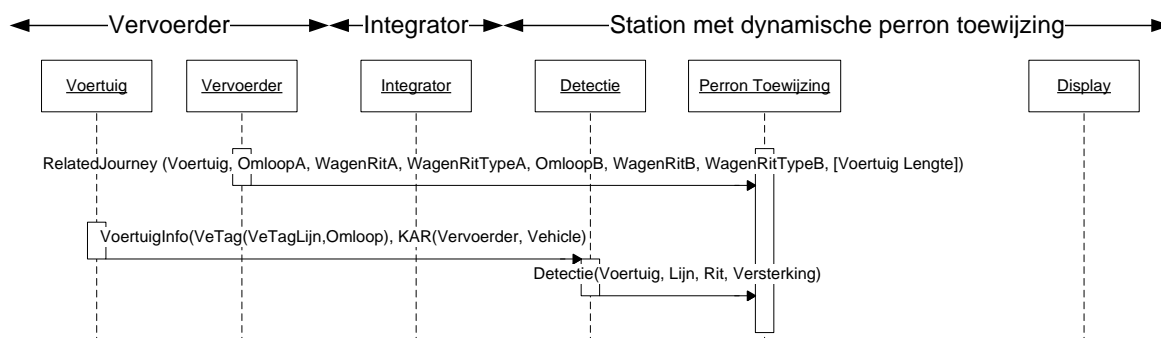 Vervoerder Integrator Station met dynamische perron toewijzing
Voertuig Vervoerder Integrator Detectie Perron Toewijzing Display
RelatedJourney (Voertuig, OmloopA, WagenRitA, WagenRitTypeA, OmloopB, WagenRitB, WagenRitTypeB, [Voertuig Lengte])
VoertuigInfo(VeTag(VeTagLijn,Omloop), KAR(Vervoerder, Vehicle)
Detectie(Voertuig, Lijn, Rit, Versterking)